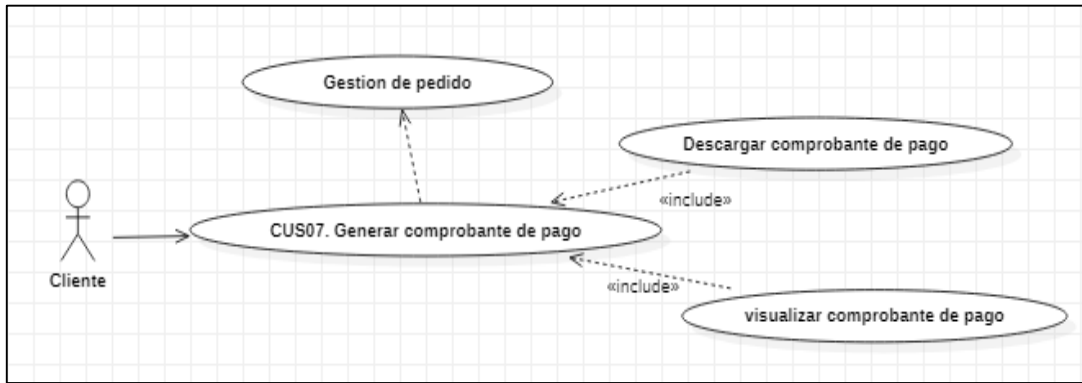 Gestion de pedido
Descargar comprobante de pago
«include»
CUS07. Generar comprobante de pago
Cliente
«include»
visualizar comprobante de pago